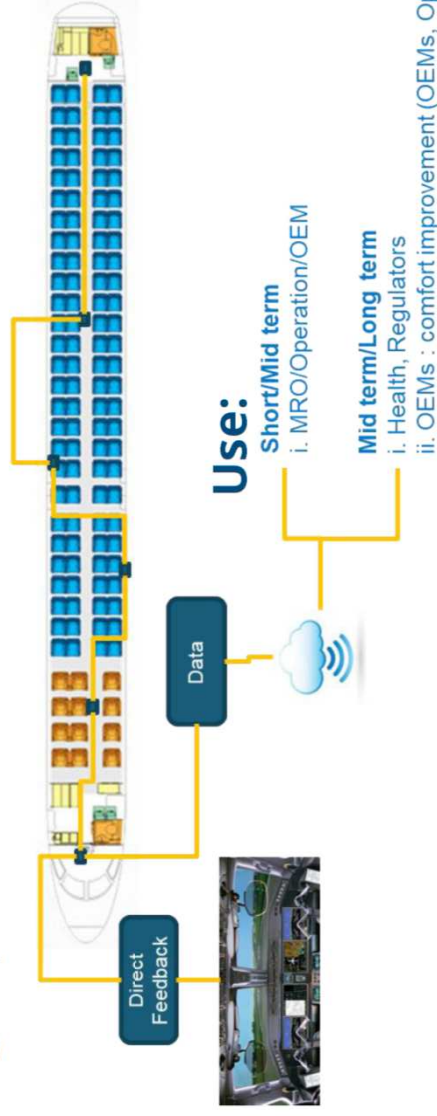 Direct
Feedback
Data
Use:
Short/Mid term
i. MRO/Operation/OEM
Mid term/Long term
i. Health, Regulators
ii. OEMs : comfort improvement (OEMs, Op